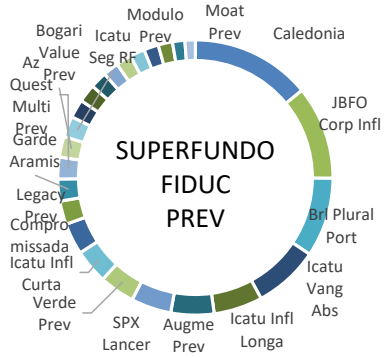 Moat
Prev
Caledonia
JBFO
Corp Infl
Brl Plural
Port
Icatu
Vang
Abs
Icatu Infl
Longa
Augme
Prev
SPX
Lancer
Verde
Prev
Icatu Infl
Curta
Compro
missada
Legacy
Prev
Aramis
Garde
Az
Quest
Multi
Prev
Bogari
Value
Prev
Icatu
Seg RF
Modulo
Prev
SUPERFUNDO
FIDUC
PREV